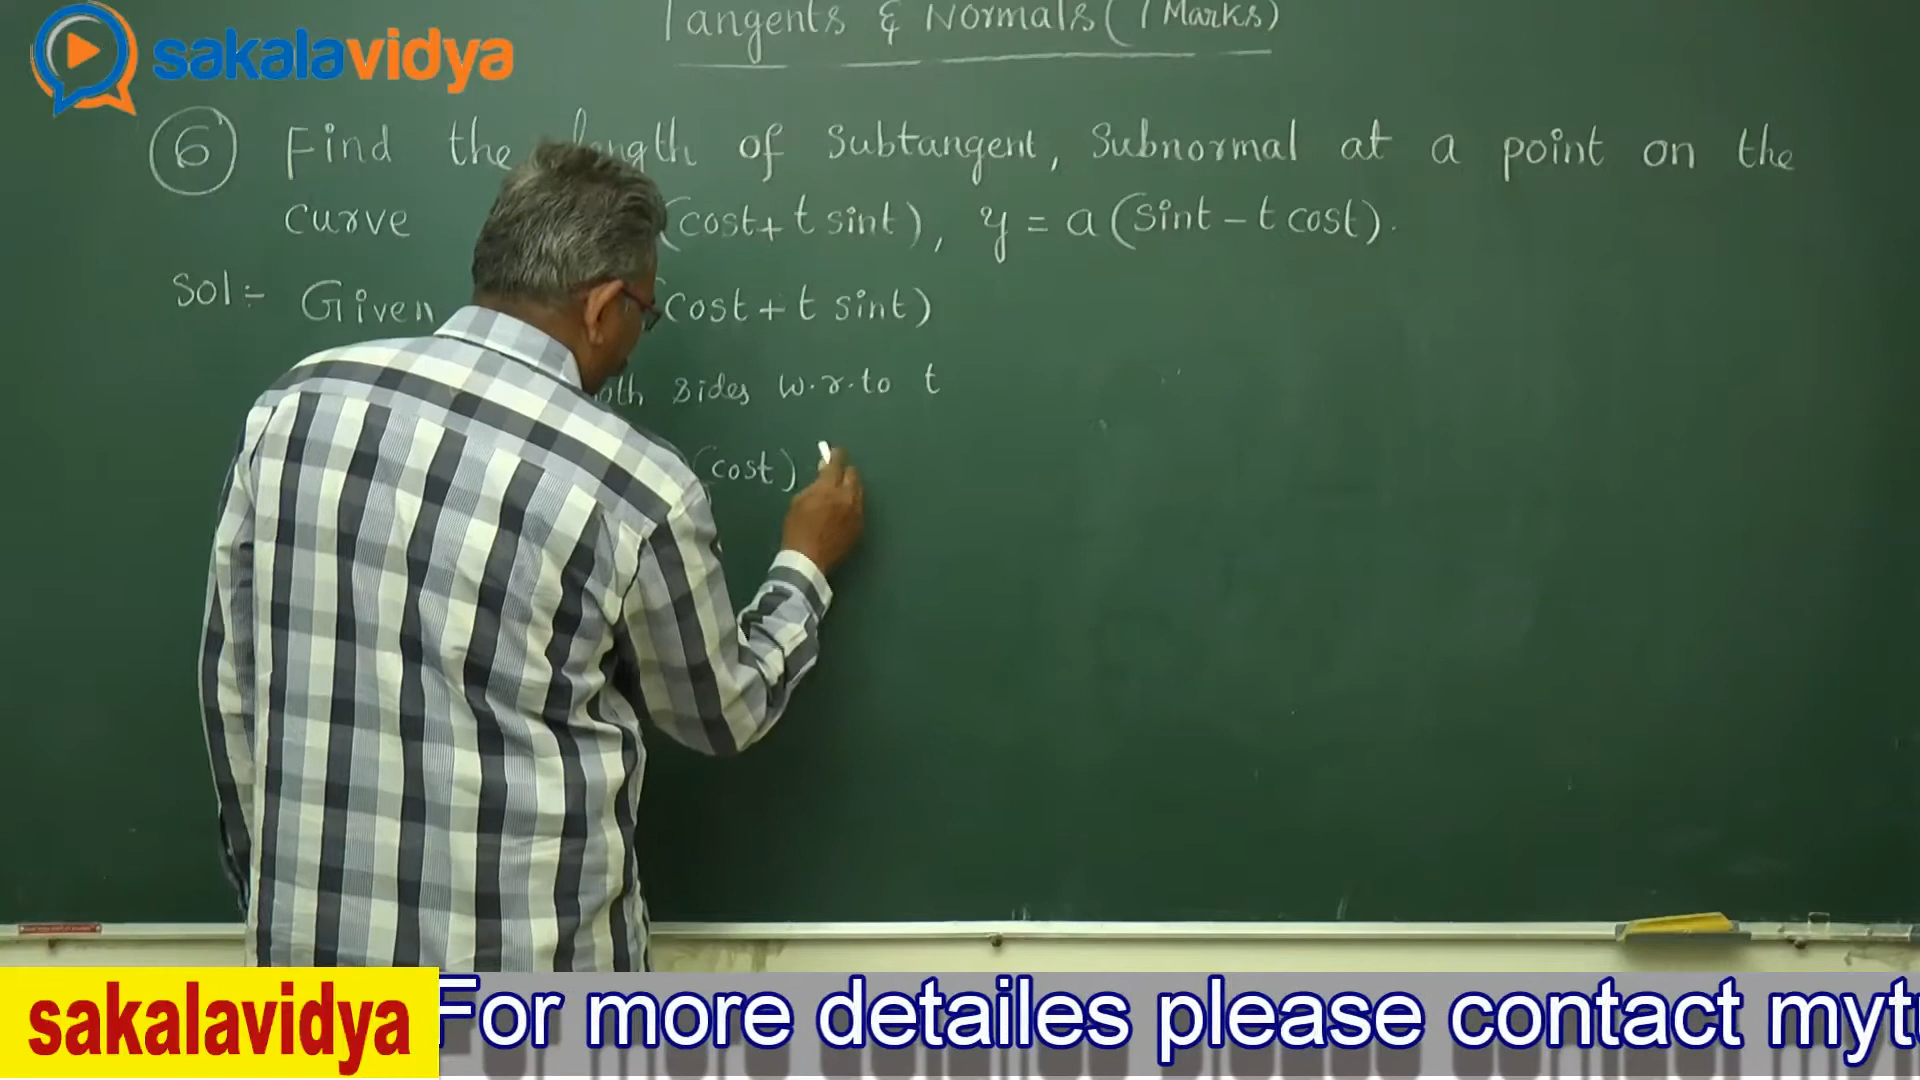 Tangents & Normals (7 Marks)
sakalavidya
6 Find the length of Subtangent, Subnormal at a point on the
curve (cost + t sint), y = a (sint - t cost).
Sol:- Given (cost + t sint)
sides w.r.to t
(cost)
sakalavidya For more detailes please contact